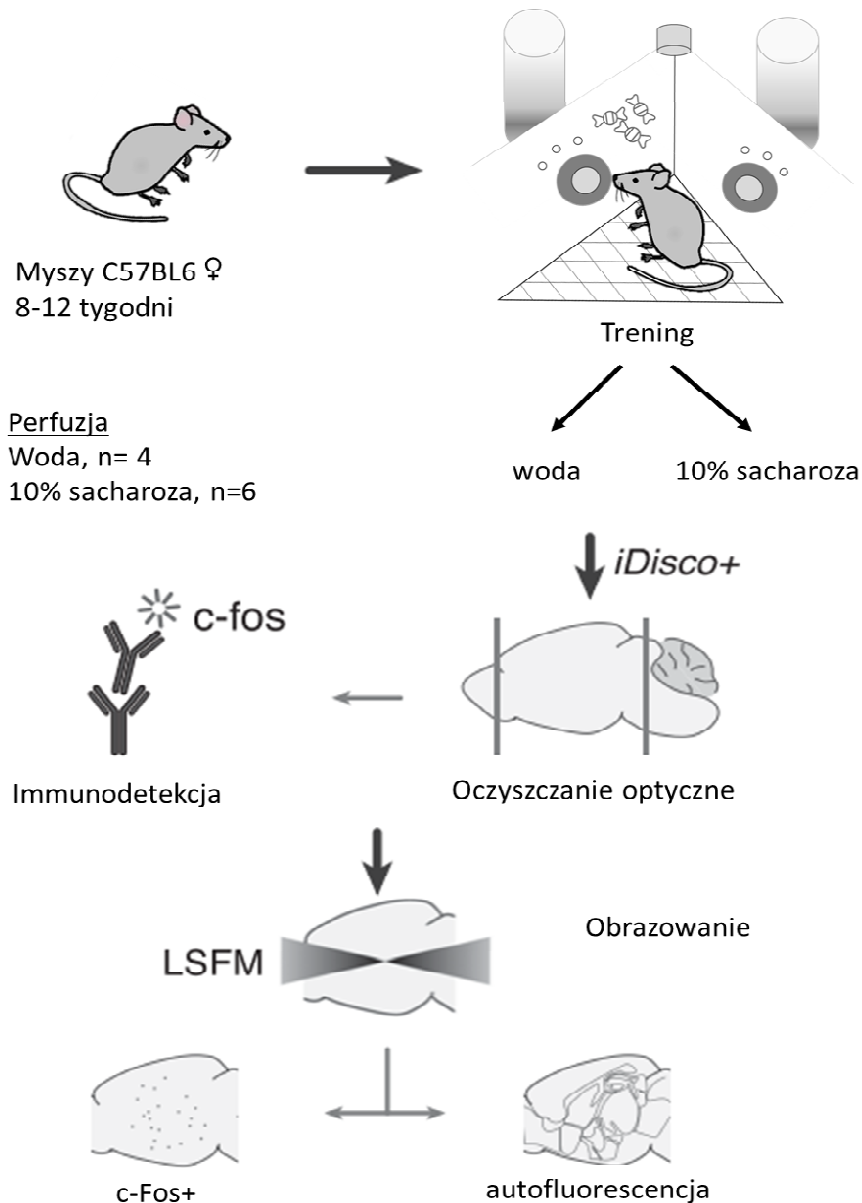 Myszy C57BL6 ♀
8-12 tygodni
Trening
Perfuzja
Woda, n= 4
10% sacharoza, n=6
woda
10% sacharoza
iDisco+
c-fos
Immunodetekcja
Oczyszczanie optyczne
Obrazowanie
LSFM
c-Fos+
autofluorescencja